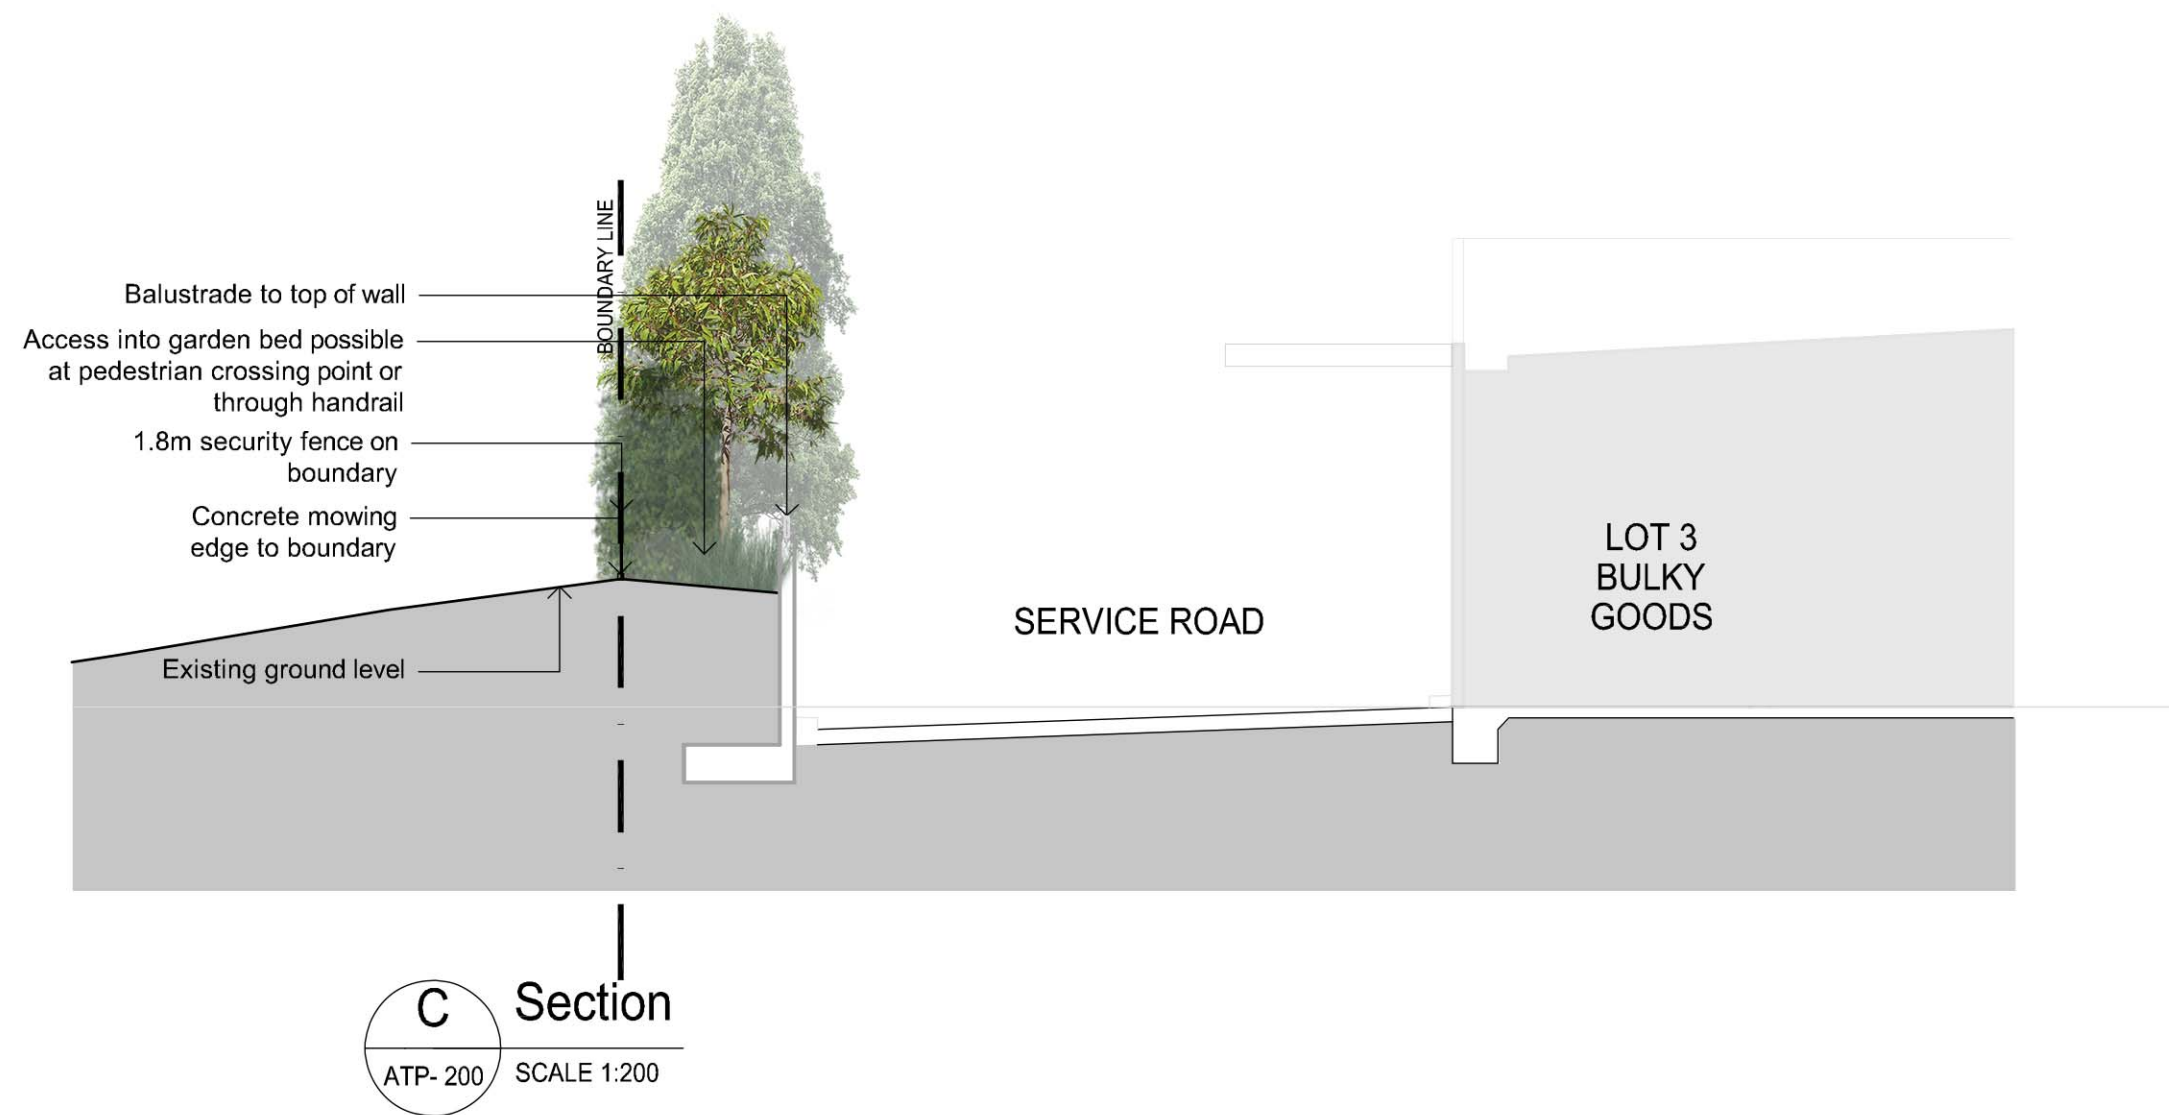 BOUNDARY LINE
Balustrade to top of wall
Access into garden bed possible
at pedestrian crossing point or
through handrail
1.8m security fence on
boundary
Concrete mowing
edge to boundary
Existing ground level
SERVICE ROAD
LOT 3
BULKY
GOODS
C
Section
ATP- 200
SCALE 1:200